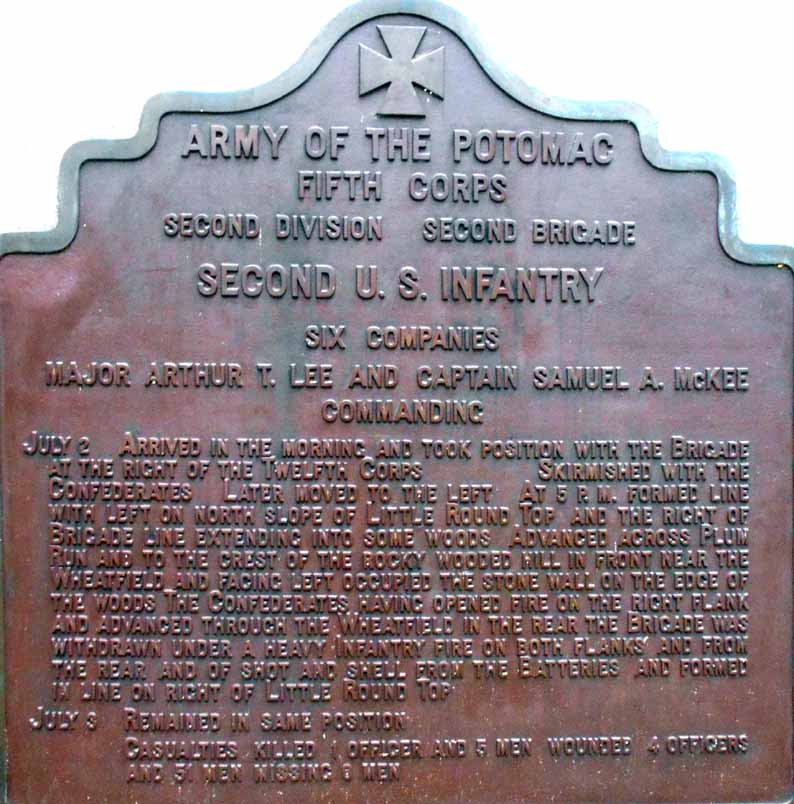 ARMY OF THE POTOMAC
FIFTH CORPS
SECOND DIVISION SECOND BRIGADE
SECOND U. S. INFANTRY
SIX COMPANIES
MAJOR ARTHUR T. LEE AND CAPTAIN SAMUEL A. McKEE
COMMANDING
JULY 2 ARRIVED IN THE MORNING AND TOOK POSITION WITH THE BRIGADE
AT THE RIGHT OF THE TWELFTH CORPS SKIRMISHED WITH THE
CONFEDERATES LATER MOVED TO THE LEFT AT 5 P. M. FORMED LINE
WITH LEFT ON NORTH SLOPE OF LITTLE ROUND TOP AND THE RIGHT OF
BRIGADE LINE EXTENDING INTO SOME WOODS ADVANCED ACROSS PLUM
RUN AND TO THE CREST OF THE ROCKY WOODED HILL IN FRONT NEAR THE
WHEATFIELD AND FACING LEFT OCCUPIED THE STONE WALL ON THE EDGE OF
THE WOODS THE CONFEDERATES HAVING OPENED FIRE ON THE RIGHT FLANK
AND ADVANCED THROUGH THE WHEATFIELD IN THE REAR THE BRIGADE WAS
WITHDRAWN UNDER A HEAVY INFANTRY FIRE ON BOTH FLANKS AND FROM
THE REAR AND OF SHOT AND SHELL FROM THE BATTERIES AND FORMED
IN LINE ON RIGHT OF LITTLE ROUND TOP
JULY 3 REMAINED IN SAME POSITION
CASUALTIES KILLED 1 OFFICER AND 5 MEN WOUNDED 4 OFFICERS
AND 51 MEN MISSING 6 MEN